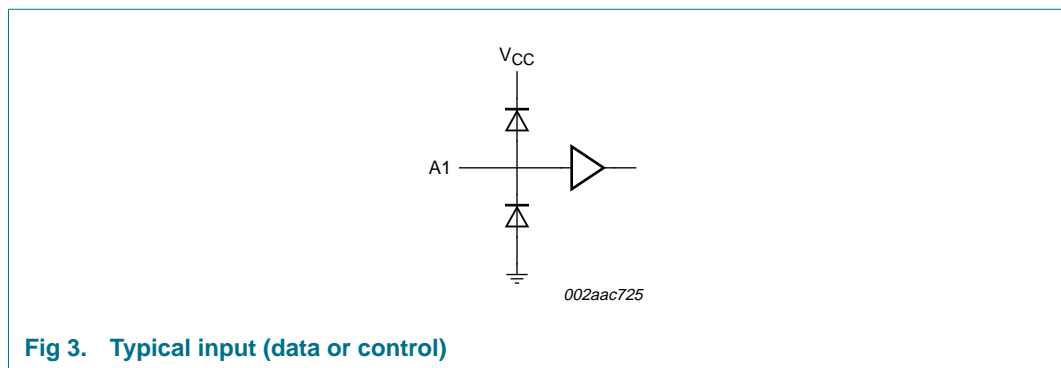 VCC
A1
002aac725
Fig 3. Typical input (data or control)